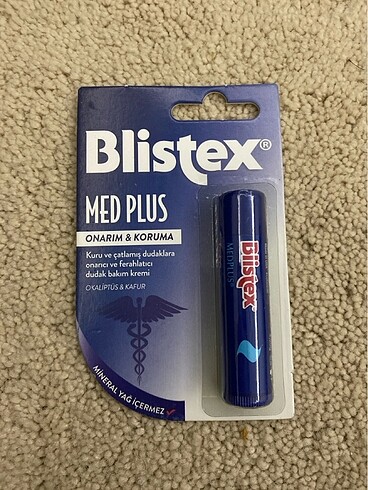 Blistex®
MED PLUS
ONARIM & KORUMA
Kuru ve çatlamış dudaklara
onarıcı ve ferahlatıcı
dudak bakım kremi
OKALİPTÜS & KAFUR
MİNERAL YAĞ İÇERMEZ
Blistex
MEDPLUS